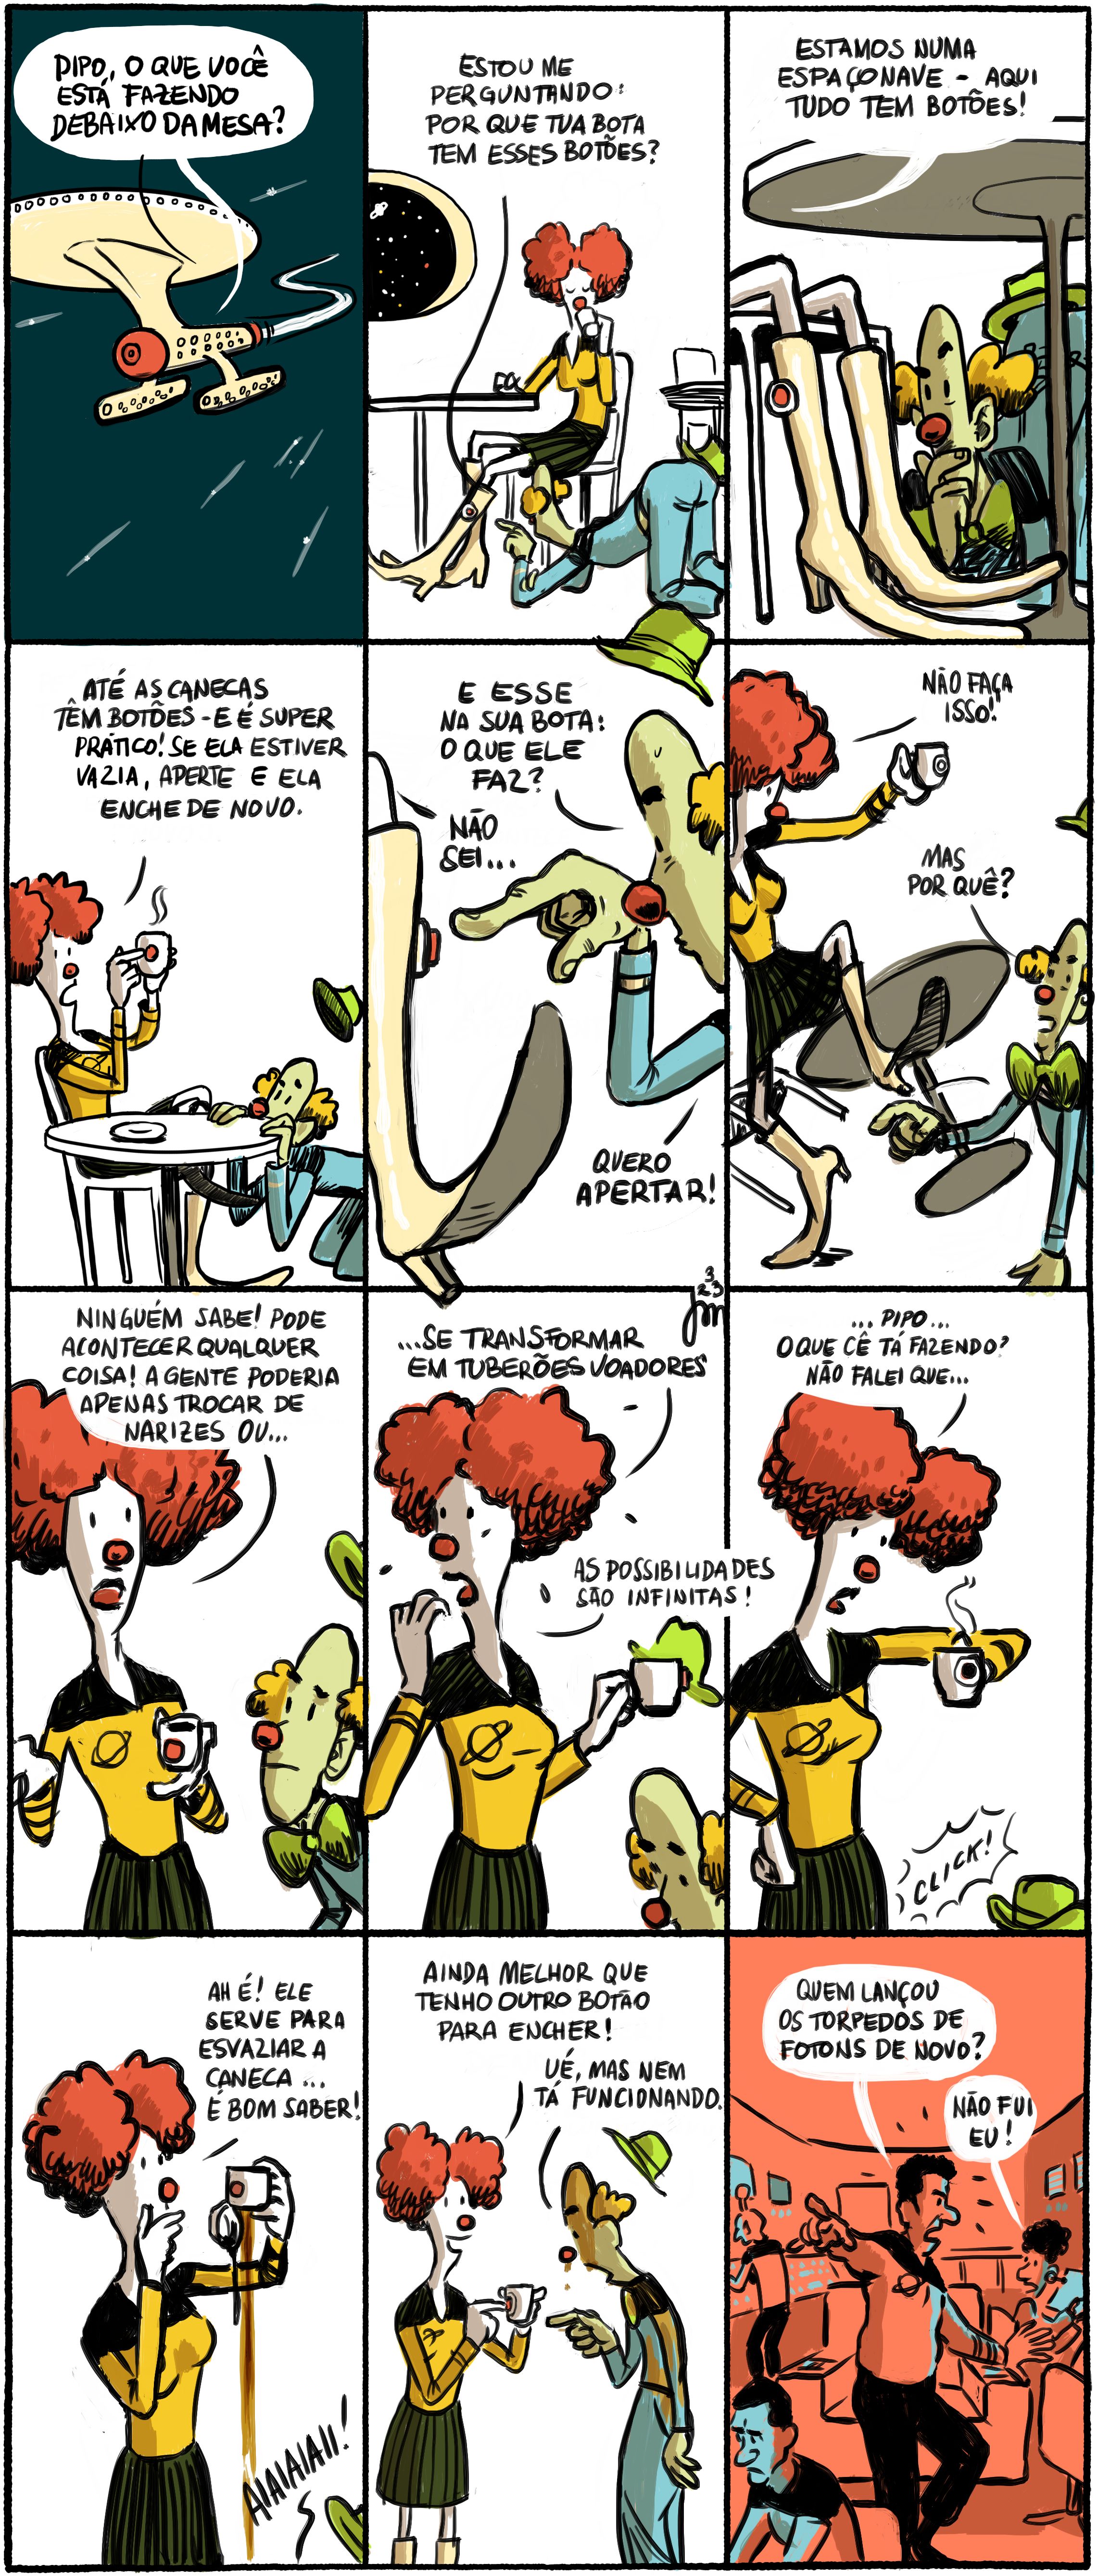 PIPO, O QUE VOCÊ
ESTÁ FAZENDO
DEBAIXO DA MESA?
ESTOU ME
PERGUNTANDO:
POR QUE TUA BOTA
TEM ESSES BOTÕES?
ESTAMOS NUMA
ESPAÇONAVE - AQUI
TUDO TEM BOTÕES!
ATÉ AS CANECAS
TÊM BOTÕES - E É SUPER
PRÁTICO! SE ELA ESTIVER
VAZIA, APERTE E ELA
ENCHE DE NOVO.
E ESSE
NA SUA BOTA:
O QUE ELE
FAZ?
NÃO
SEI...
QUERO
APERTAR!
NÃO FAÇA
ISSO!
MAS
POR QUÊ?
NINGUÉM SABE! PODE
ACONTECER QUALQUER
COISA! A GENTE PODERIA
APENAS TROCAR DE
NARIZES OU...
3
23
...SE TRANSFORMAR
EM TUBERÕES VOADORES
AS POSSIBILIDADES
SÃO INFINITAS!
...PIPO...
O QUE CÊ TÁ FAZENDO?
NÃO FALEI QUE...
CLICK!
AH É! ELE
SERVE PARA
ESVAZIAR A
CANECA...
É BOM SABER!
AIAIAIAII!
AINDA MELHOR QUE
TENHO OUTRO BOTÃO
PARA ENCHER!
UÉ, MAS NEM
TÁ FUNCIONANDO.
QUEM LANÇOU
OS TORPEDOS DE
FOTONS DE NOVO?
NÃO FUI
EU!